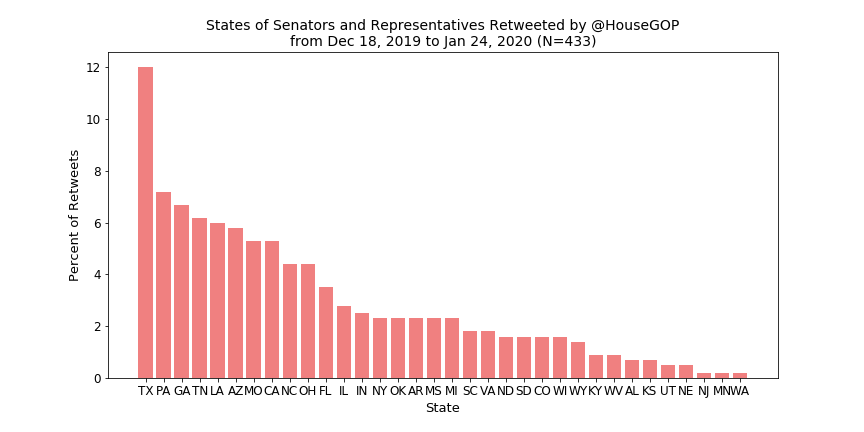 States of Senators and Representatives Retweeted by @HouseGOP
from Dec 18, 2019 to Jan 24, 2020 (N=433)
12
10
8
6
4
2
0
Percent of Retweets
TX PA GA TN LA AZ MO CA NC OH FL IL IN NY OK AR MS MI SC VA ND SD CO WI WY KY WV AL KS UT NE NJ MN WA
State